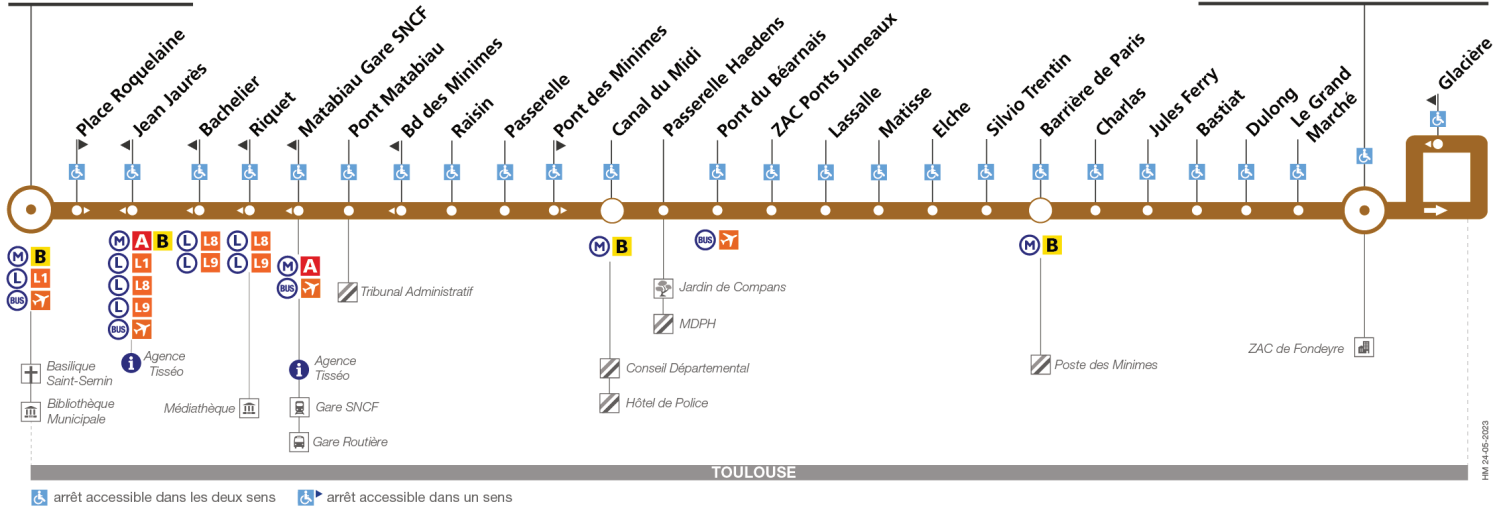 Place Roquelaine
Jean Jaurès
Bachelier
Riquet
Matabiau Gare SNCF
Pont Matabiau
Bd des Minimes
Raisin
Passerelle
Pont des Minimes
Canal du Midi
Passerelle Haedens
Pont du Béarnais
ZAC Ponts Jumeaux
Lassalle
Matisse
Elche
Silvio Trentin
Barrière de Paris
Charlas
Jules Ferry
Bastiat
Dulong
Le Grand
Marché
Glacière
M B
L L1
BUS
M A B
L L1
L L8
L L9
BUS
L L8
L L9
L L8
L L9
M A
BUS
M B
BUS
M B
Basilique
Saint-Sernin
Bibliothèque
Municipale
i Agence
Tisséo
Médiathèque
i Agence
Tisséo
Gare SNCF
Gare Routière
Tribunal Administratif
Conseil Départemental
Hôtel de Police
Jardin de Compans
MDPH
Poste des Minimes
ZAC de Fondeyre
TOULOUSE
HM 24-05-2023
arrêt accessible dans les deux sens
arrêt accessible dans un sens